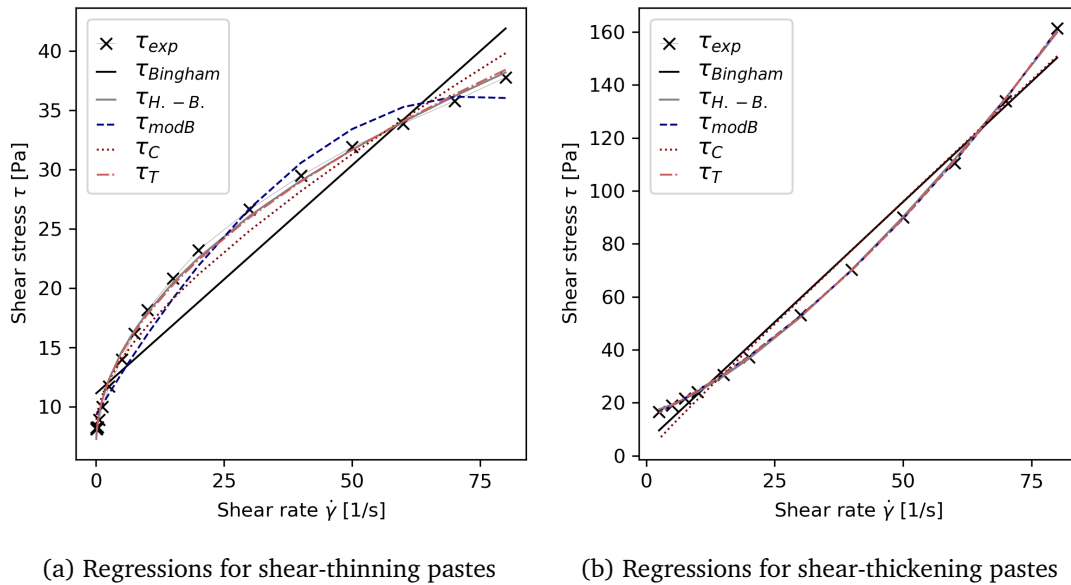 40
35
30
25
20
15
10
Shear stress τ [Pa]
τexp
τBingham
τH. − B.
τmodB
τC
τT
0 25 50 75
Shear rate γ̇ [1/s]
(a) Regressions for shear-thinning pastes
160
140
120
100
80
60
40
20
0
Shear stress τ [Pa]
τexp
τBingham
τH. − B.
τmodB
τC
τT
0 25 50 75
Shear rate γ̇ [1/s]
(b) Regressions for shear-thickening pastes